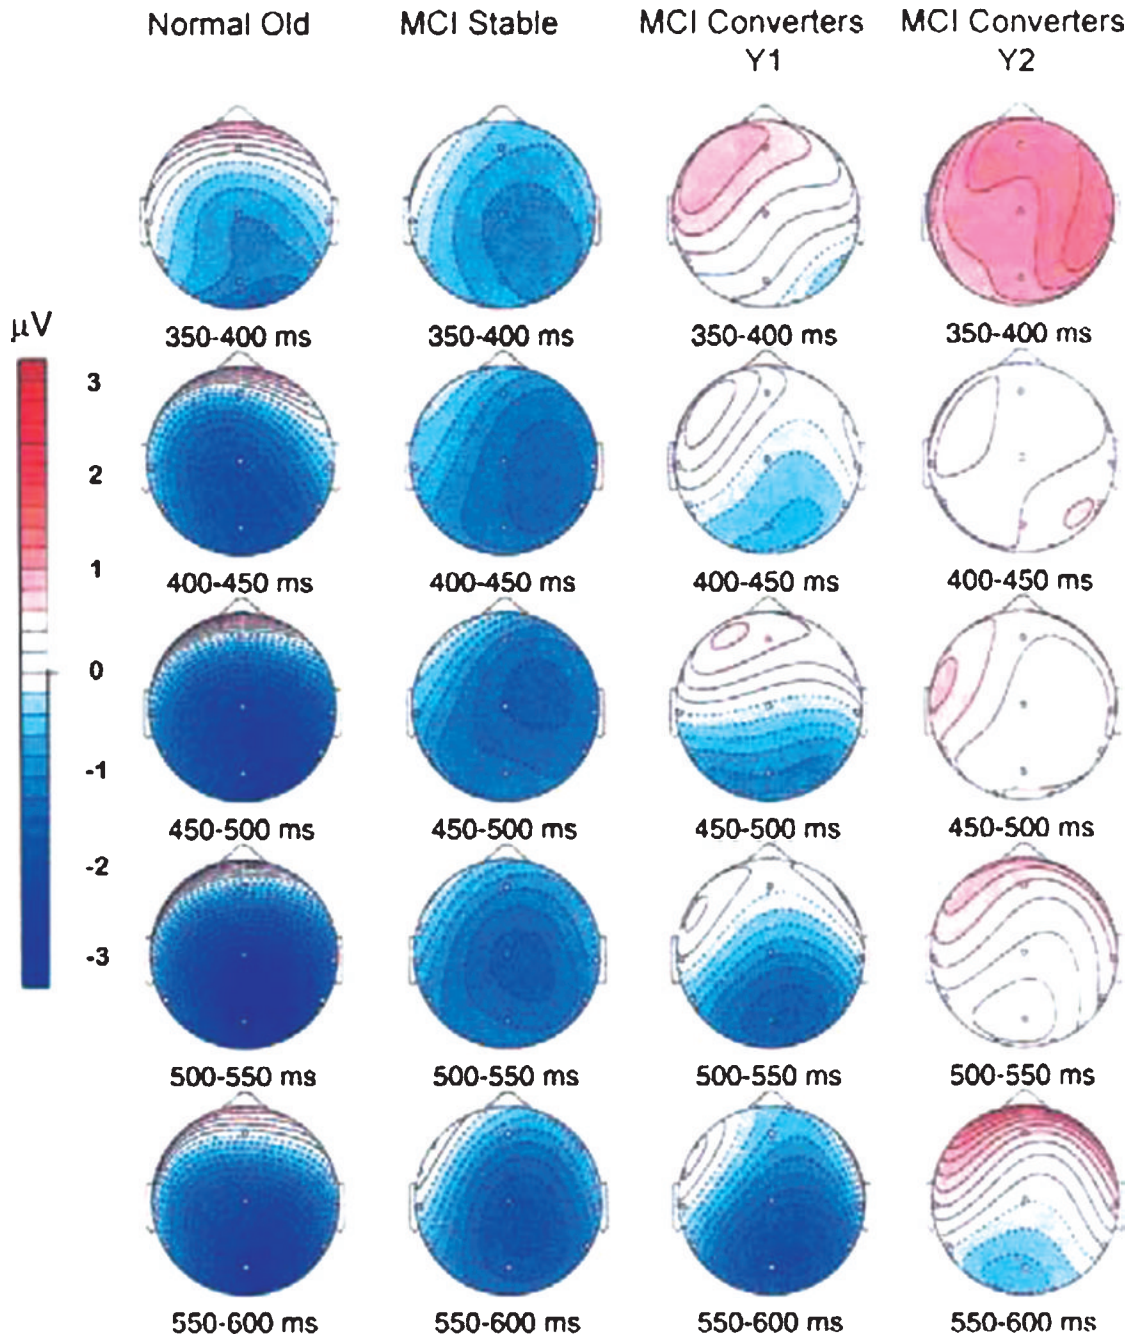 Normal Old MCI Stable MCI Converters MCI Converters
Y1 Y2
350-400 ms 350-400 ms 350-400 ms 350-400 ms
μV
3
2
400-450 ms 400-450 ms 400-450 ms 400-450 ms
1
0
-1
450-500 ms 450-500 ms 450-500 ms 450-500 ms
-2
-3
500-550 ms 500-550 ms 500-550 ms 500-550 ms
550-600 ms 550-600 ms 550-600 ms 550-600 ms